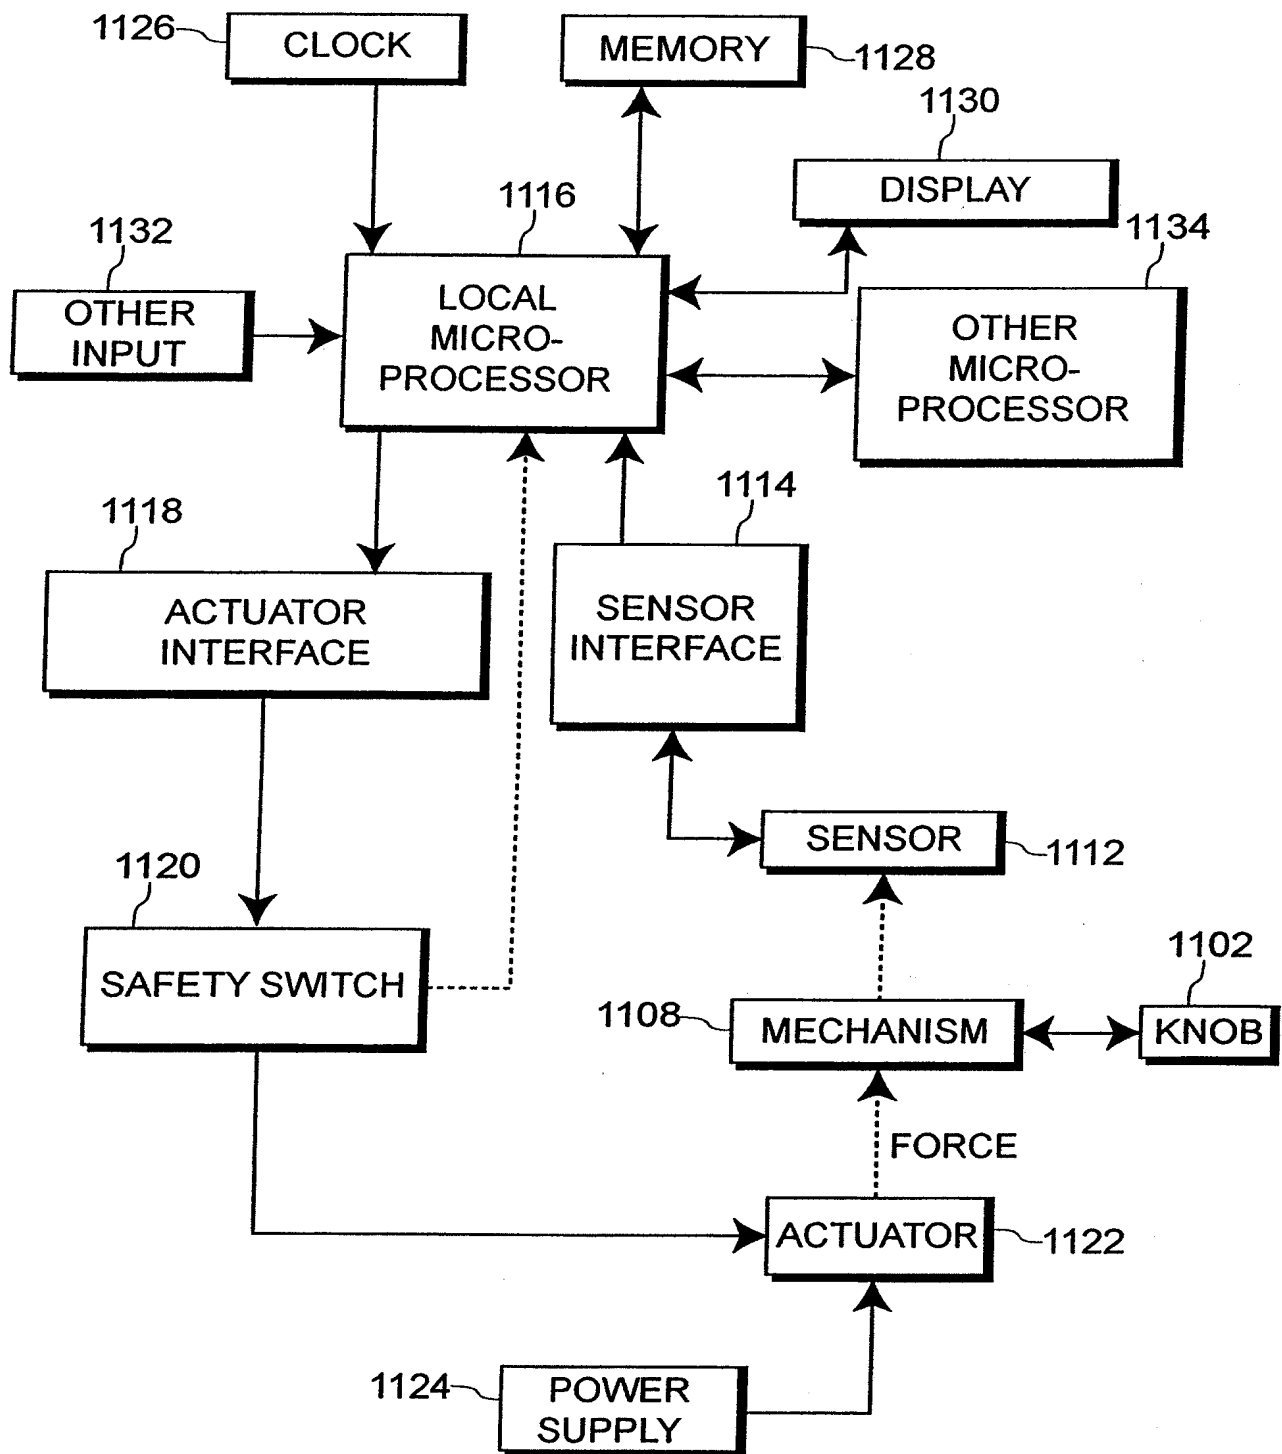 1126
CLOCK
MEMORY
1128
1130
DISPLAY
1116
1132
1134
OTHER
INPUT
LOCAL
MICRO-
PROCESSOR
OTHER
MICRO-
PROCESSOR
1118
ACTUATOR
INTERFACE
1114
SENSOR
INTERFACE
1120
SAFETY SWITCH
SENSOR
1112
1102
1108
MECHANISM
KNOB
FORCE
ACTUATOR
1122
1124
POWER
SUPPLY